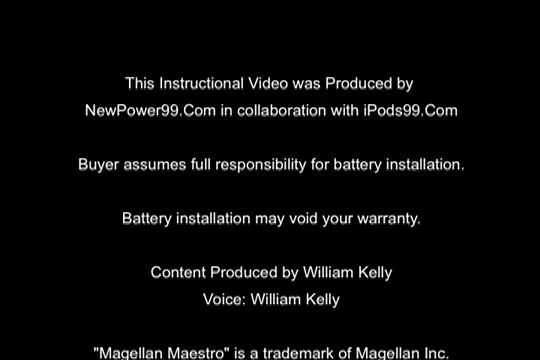 This Instructional Video was Produced by
NewPower99.Com in collaboration with iPods99.Com
Buyer assumes full responsibility for battery installation.
Battery installation may void your warranty.
Content Produced by William Kelly
Voice: William Kelly
"Magellan Maestro" is a trademark of Magellan Inc.